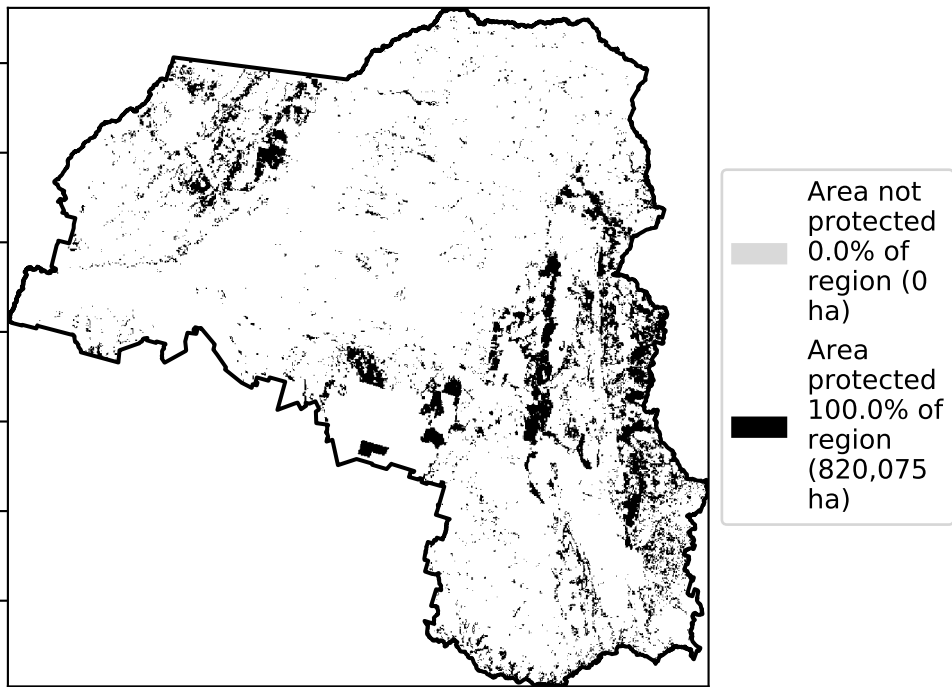 Area not
protected
0.0% of
region (0
ha)
Area
protected
100.0% of
region
(820,075
ha)